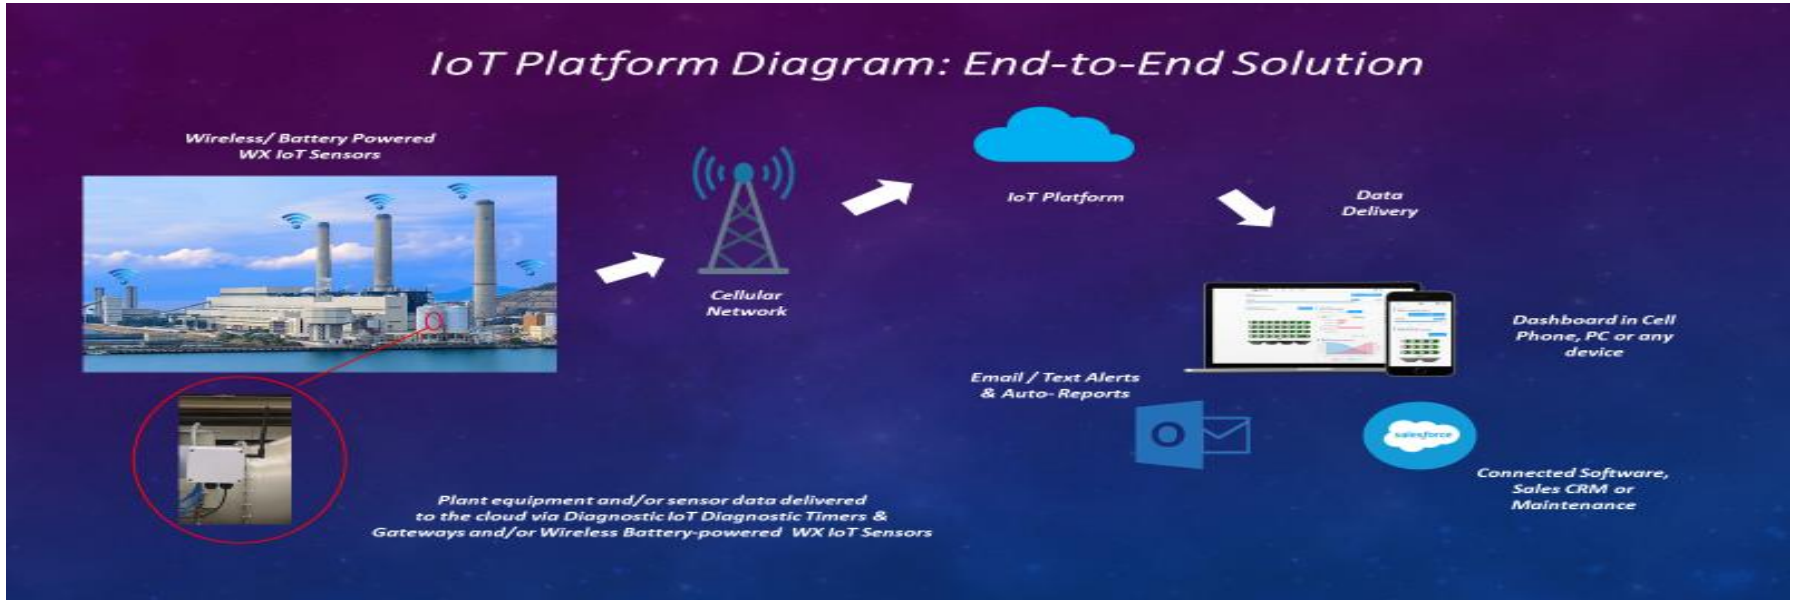 IoT Platform Diagram: End-to-End Solution
Wireless/ Battery Powered
WX IoT Sensors
Cellular
Network
IoT Platform
Data
Delivery
Dashboard in Cell
Phone, PC or any
device
Email / Text Alerts
& Auto- Reports
O
salesforce
Connected Software,
Sales CRM or
Maintenance
Plant equipment and/or sensor data delivered
to the cloud via Diagnostic IoT Diagnostic Timers &
Gateways and/or Wireless Battery-powered WX IoT Sensors